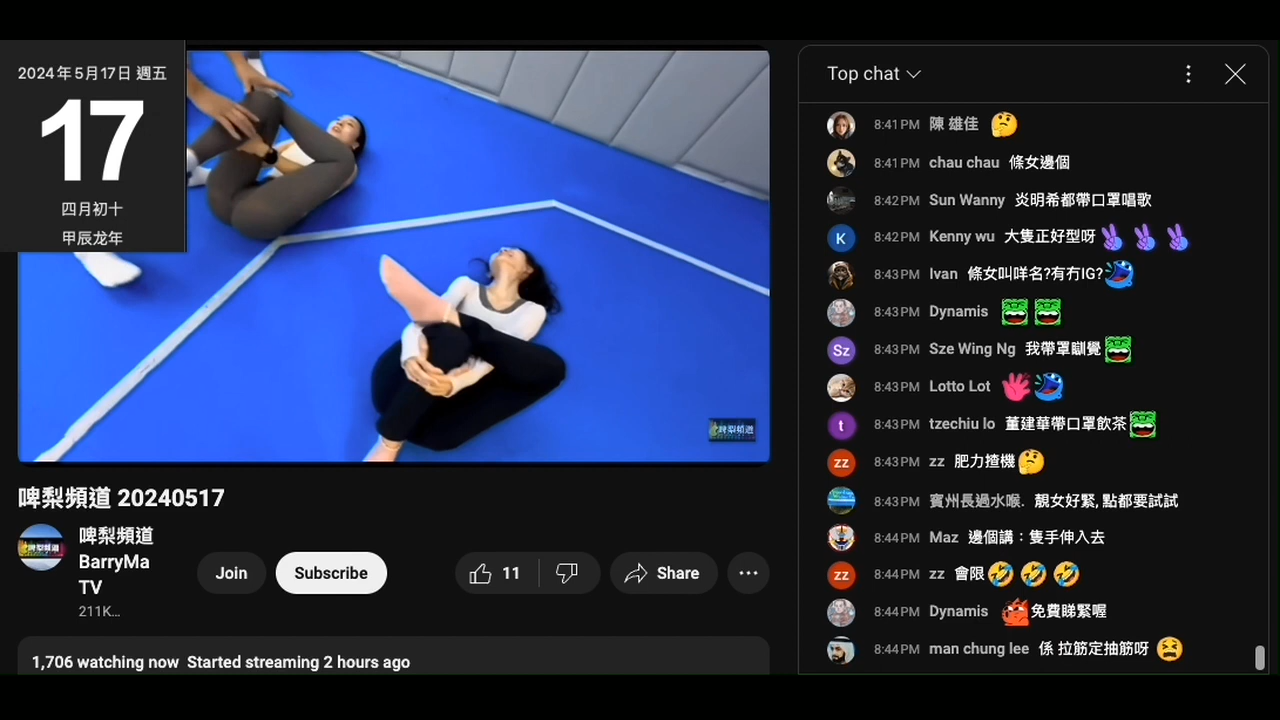 2024年5月17日 週五
17
四月初十
甲辰龙年
啤梨頻道
啤梨頻道 20240517
啤梨頻道
BarryMa
TV
211K...
Join
Subscribe
11
Share
1,706 watching now Started streaming 2 hours ago
Top chat
8:41 PM 陳 雄佳
8:41 PM chau chau 條女邊個
8:42 PM Sun Wanny 炎明希都帶口罩唱歌
K 8:42 PM Kenny wu 大隻正好型呀
8:43 PM Ivan 條女叫咩名?有冇IG?
8:43 PM Dynamis
Sz 8:43 PM Sze Wing Ng 我帶罩瞓覺
8:43 PM Lotto Lot
t 8:43 PM tzechiu lo 董建華帶口罩飲茶
ZZ 8:43 PM zz 肥力揸機
8:43 PM 賓州長過水喉. 靚女好緊, 點都要試試
8:44 PM Maz 邊個講：隻手伸入去
ZZ 8:44 PM zz 會限
8:44 PM Dynamis 免費睇緊喔
8:44 PM man chung lee 係 拉筋定抽筋呀